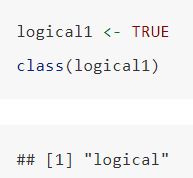 logical1 <- TRUE
class(logical1)
## [1] "logical"